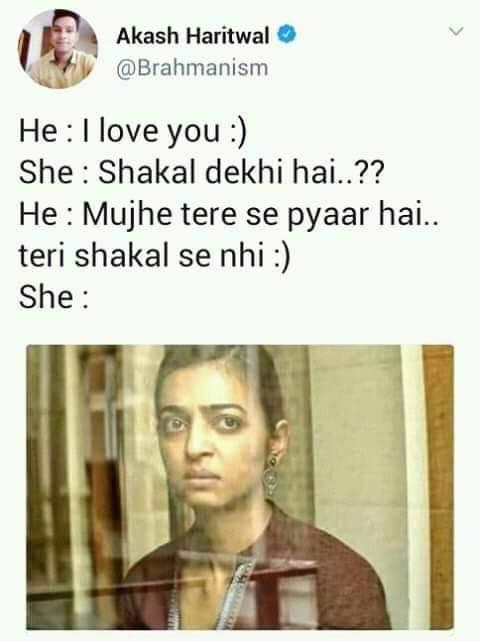 Akash Haritwal
@Brahmanism
He : I love you :)
She : Shakal dekhi hai..??
He : Mujhe tere se pyaar hai..
teri shakal se nhi :)
She :